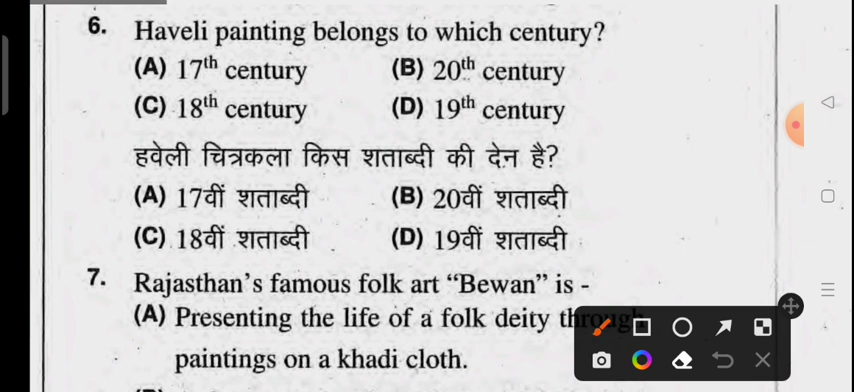 6. Haveli painting belongs to which century?
(A) 17th century (B) 20th century
(C) 18th century (D) 19th century
हवेली चित्रकला किस शताब्दी की देन है?
(A) 17वीं शताब्दी (B) 20वीं शताब्दी
(C) 18वीं शताब्दी (D) 19वीं शताब्दी
7. Rajasthan's famous folk art “Bewan” is -
(A) Presenting the life of a folk deity through
paintings on a khadi cloth.